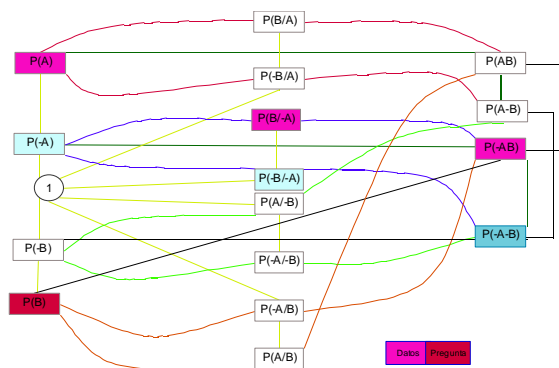 P(B/A)
P(A)
P(AB)
P(-B/A)
P(A-B)
P(B/-A)
P(-A)
P(-AB)
P(-B/-A)
1
P(A/-B)
P(-A-B)
P(-B)
P(-A/-B)
P(B)
P(-A/B)
P(A/B)
Datos Pregunta